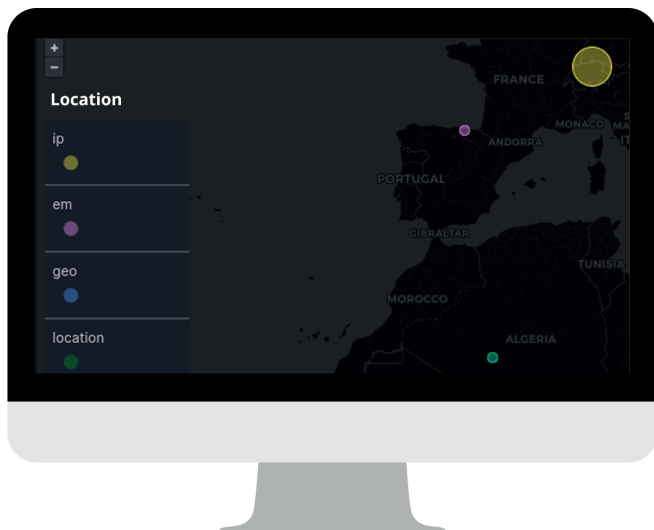 +
FRANCE
−
Location
MONACO
ip
ANDORRA
PORTUGAL
em
GIBRALTAR
geo
TUNISIA
MOROCCO
location
ALGERIA